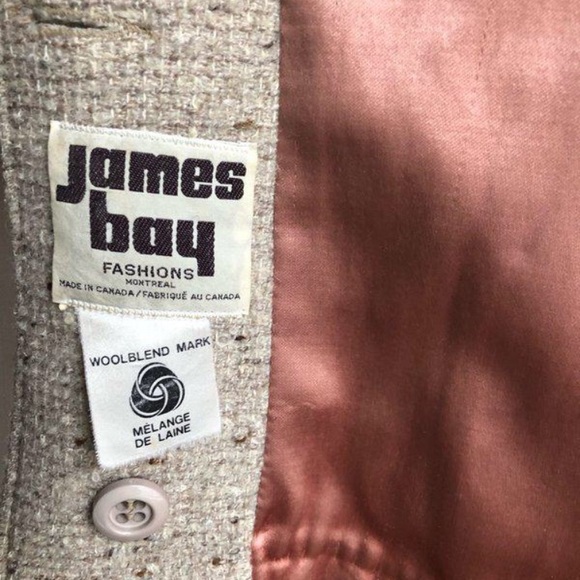 james
bay
FASHIONS
MONTREAL
MADE IN CANADA / FABRIQUÉ AU CANADA
WOOLBLEND MARK
MÉLANGE
DE LAINE